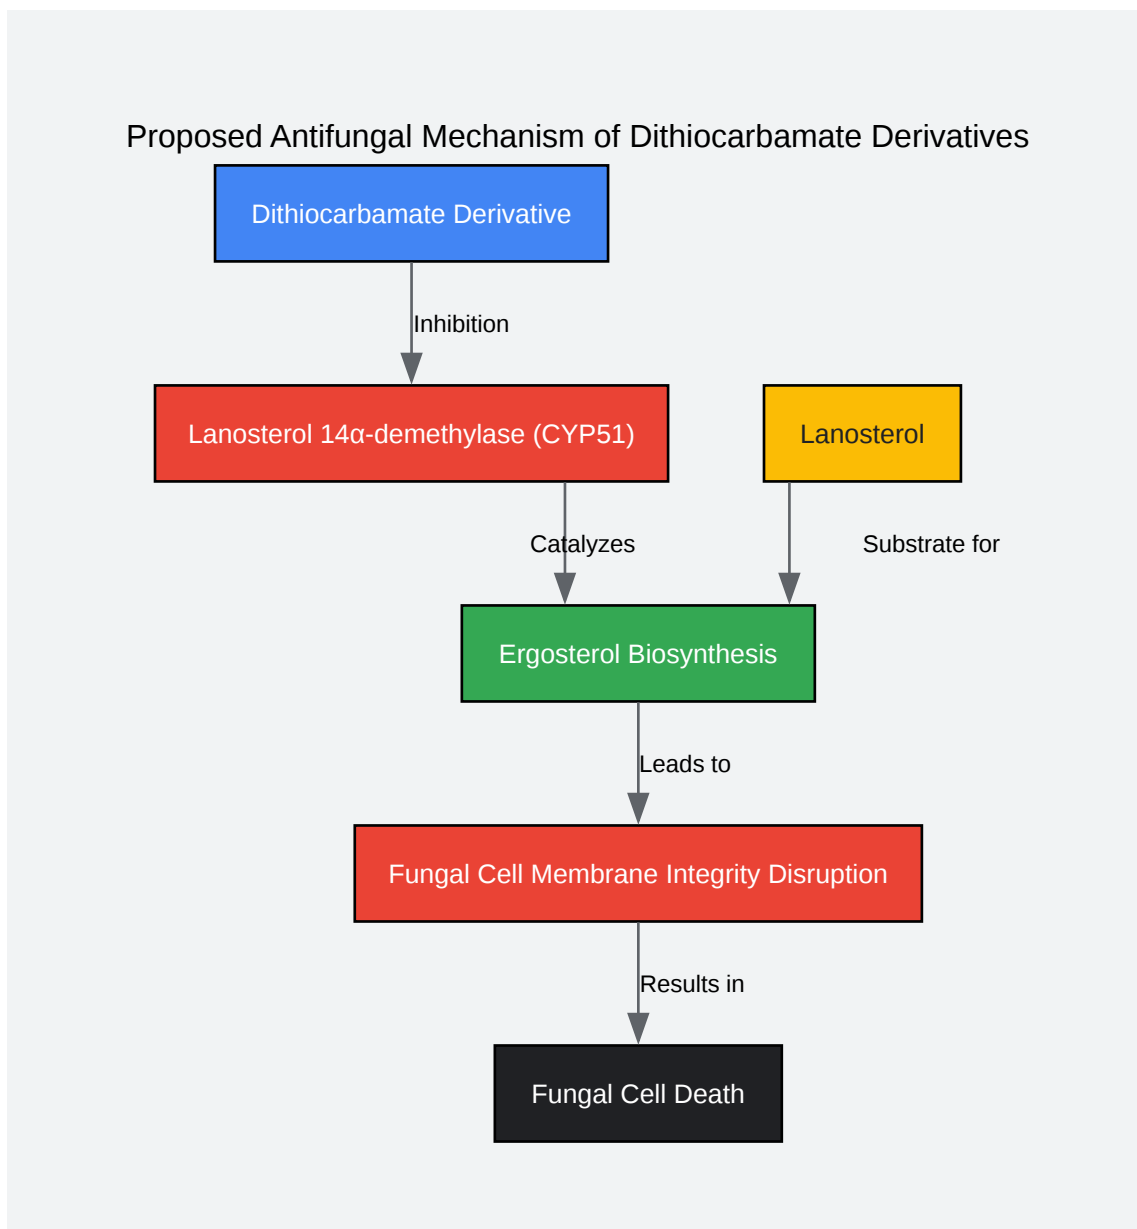 Proposed Antifungal Mechanism of Dithiocarbamate Derivatives
Dithiocarbamate Derivative
Inhibition
Lanosterol 14α-demethylase (CYP51)
Lanosterol
Catalyzes
Substrate for
Ergosterol Biosynthesis
Leads to
Fungal Cell Membrane Integrity Disruption
Results in
Fungal Cell Death